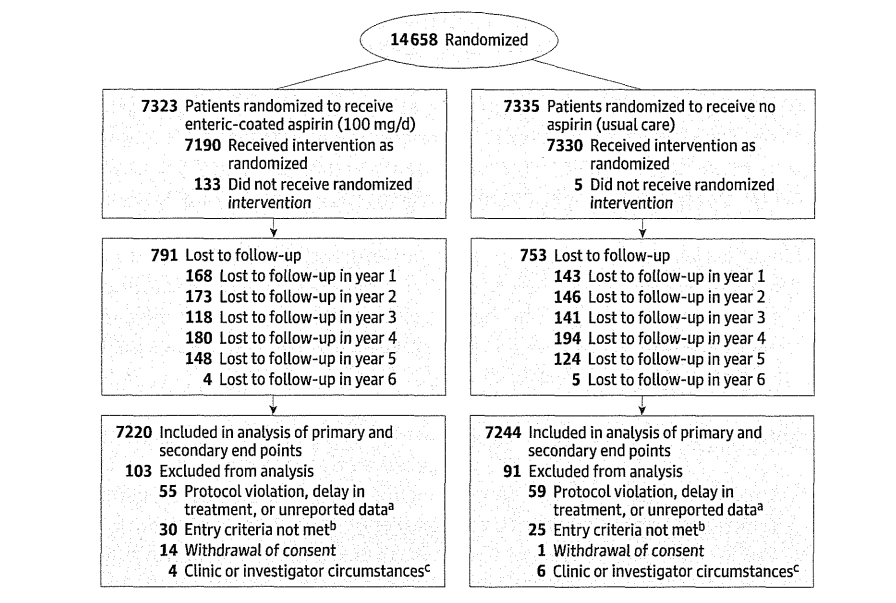 14658 Randomized
7323 Patients randomized to receive
enteric-coated aspirin (100 mg/d)
7190 Received intervention as
randomized
133 Did not receive randomized
intervention
7335 Patients randomized to receive no
aspirin (usual care)
7330 Received intervention as
randomized
5 Did not receive randomized
intervention
791 Lost to follow-up
168 Lost to follow-up in year 1
173 Lost to follow-up in year 2
118 Lost to follow-up in year 3
180 Lost to follow-up in year 4
148 Lost to follow-up in year 5
4 Lost to follow-up in year 6
753 Lost to follow-up
143 Lost to follow-up in year 1
146 Lost to follow-up in year 2
141 Lost to follow-up in year 3
194 Lost to follow-up in year 4
124 Lost to follow-up in year 5
5 Lost to follow-up in year 6
7220 Included in analysis of primary and
secondary end points
103 Excluded from analysis
55 Protocol violation, delay in
treatment, or unreported dataᵃ
30 Entry criteria not metᵇ
14 Withdrawal of consent
4 Clinic or investigator circumstancesᶜ
7244 Included in analysis of primary and
secondary end points
91 Excluded from analysis
59 Protocol violation, delay in
treatment, or unreported dataᵃ
25 Entry criteria not metᵇ
1 Withdrawal of consent
6 Clinic or investigator circumstancesᶜ